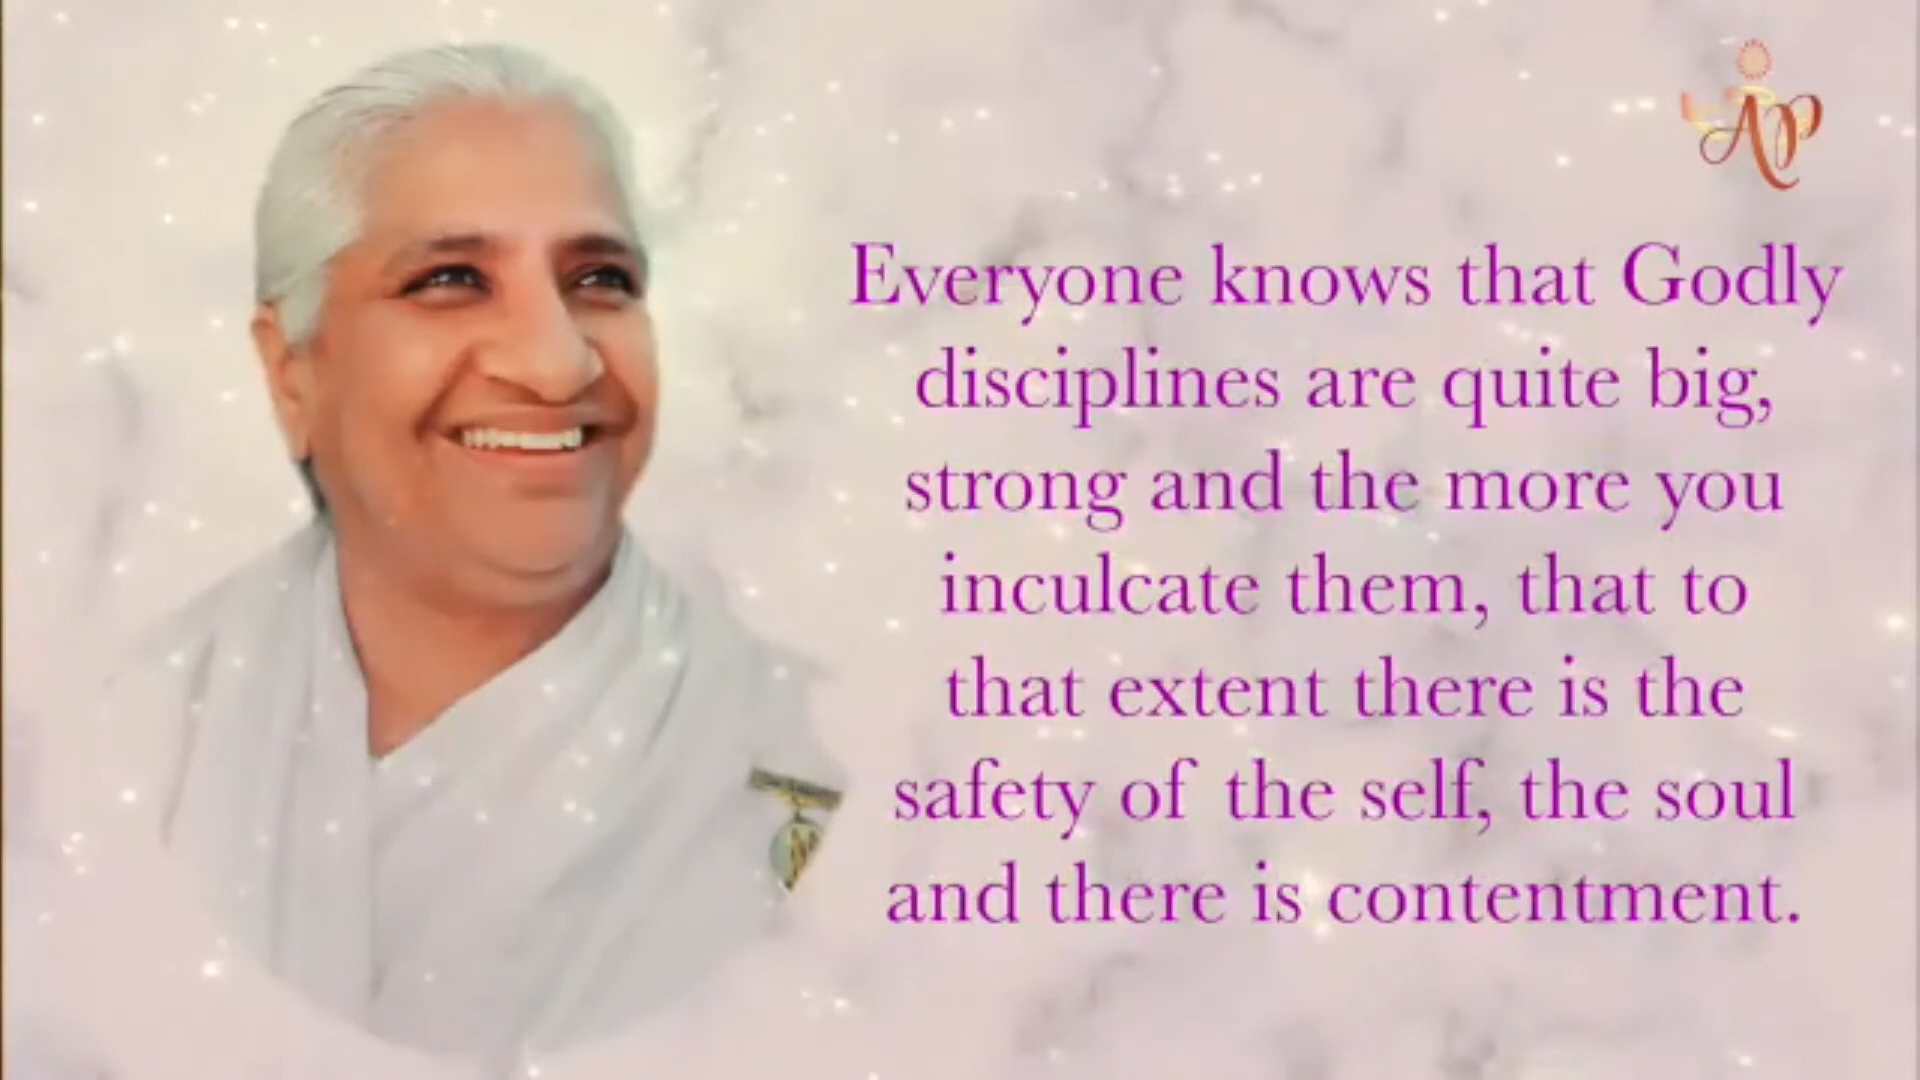 AP
Everyone knows that Godly
disciplines are quite big,
strong and the more you
inculcate them, that to
that extent there is the
safety of the self, the soul
and there is contentment.